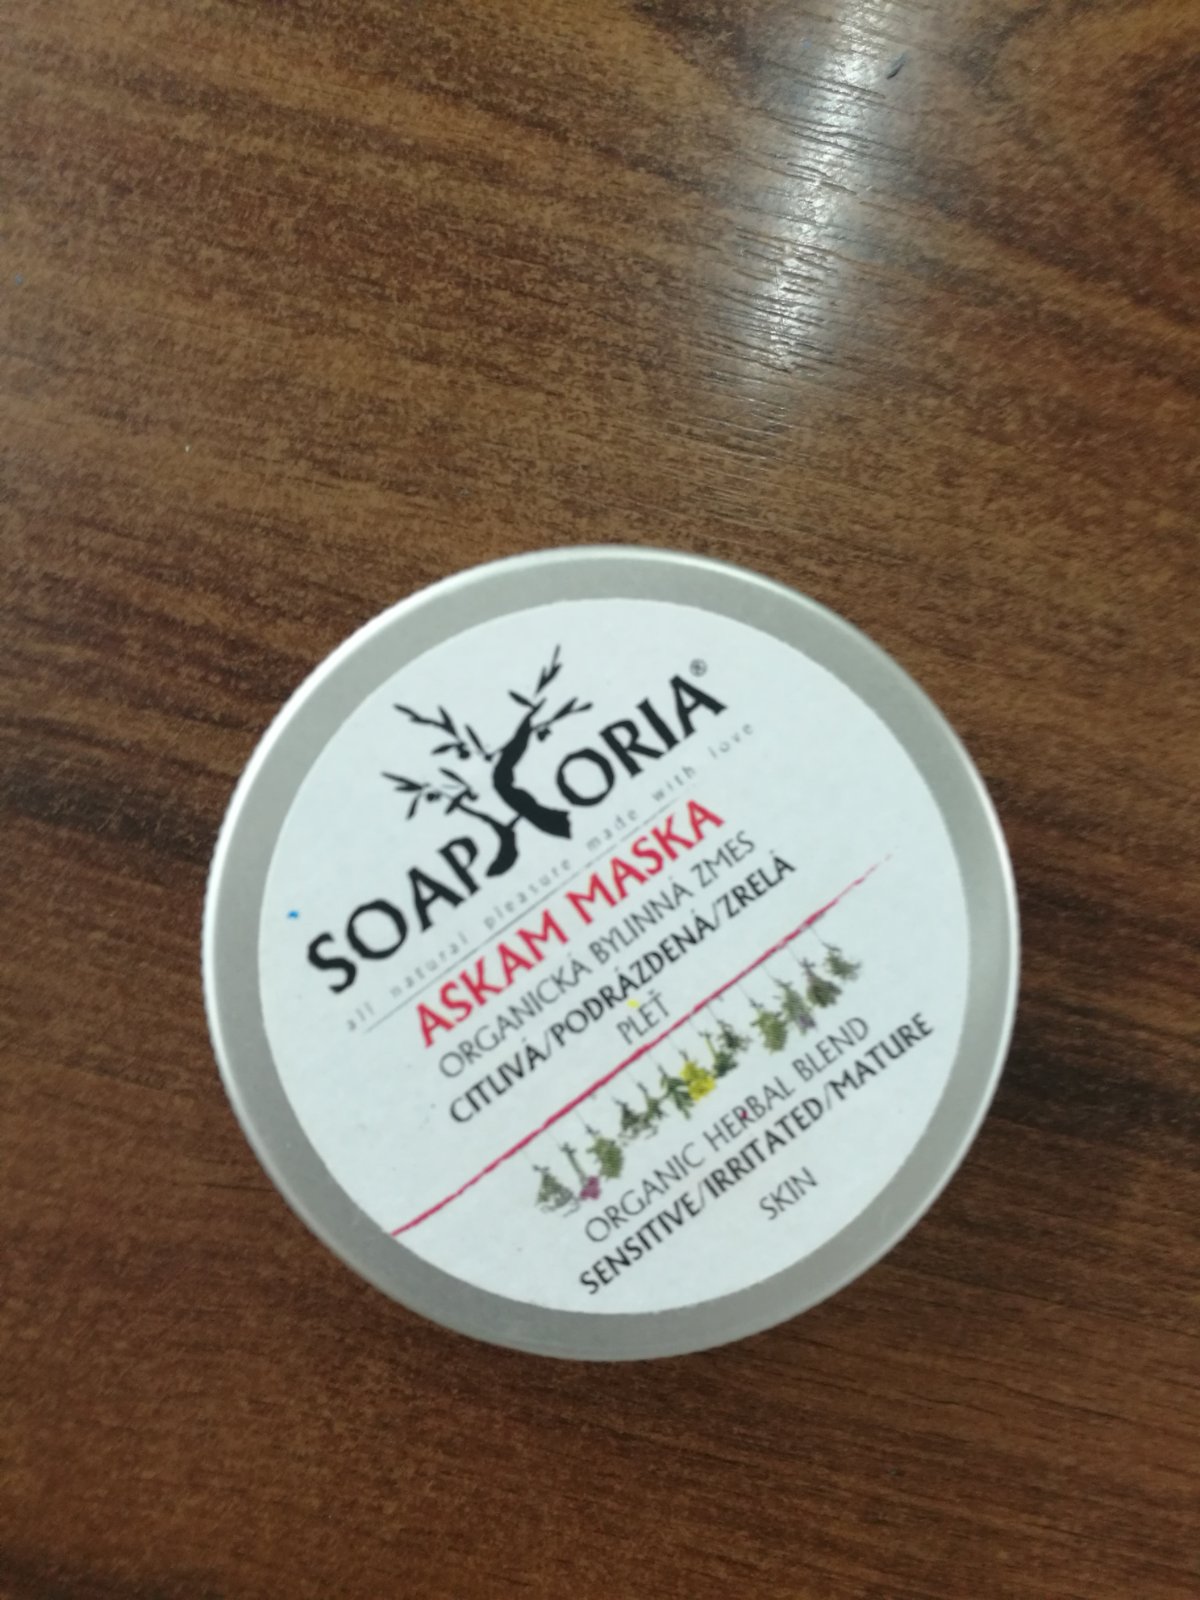 SOAPHORIA®
all natural pleasure made with love
ASKAM MASKA
ORGANICKÁ BYLINNÁ ZMES
CITLIVÁ/PODRÁZDENÁ/ZRELÁ
PLEŤ
ORGANIC HERBAL BLEND
SENSITIVE/IRRITATED/MATURE
SKIN